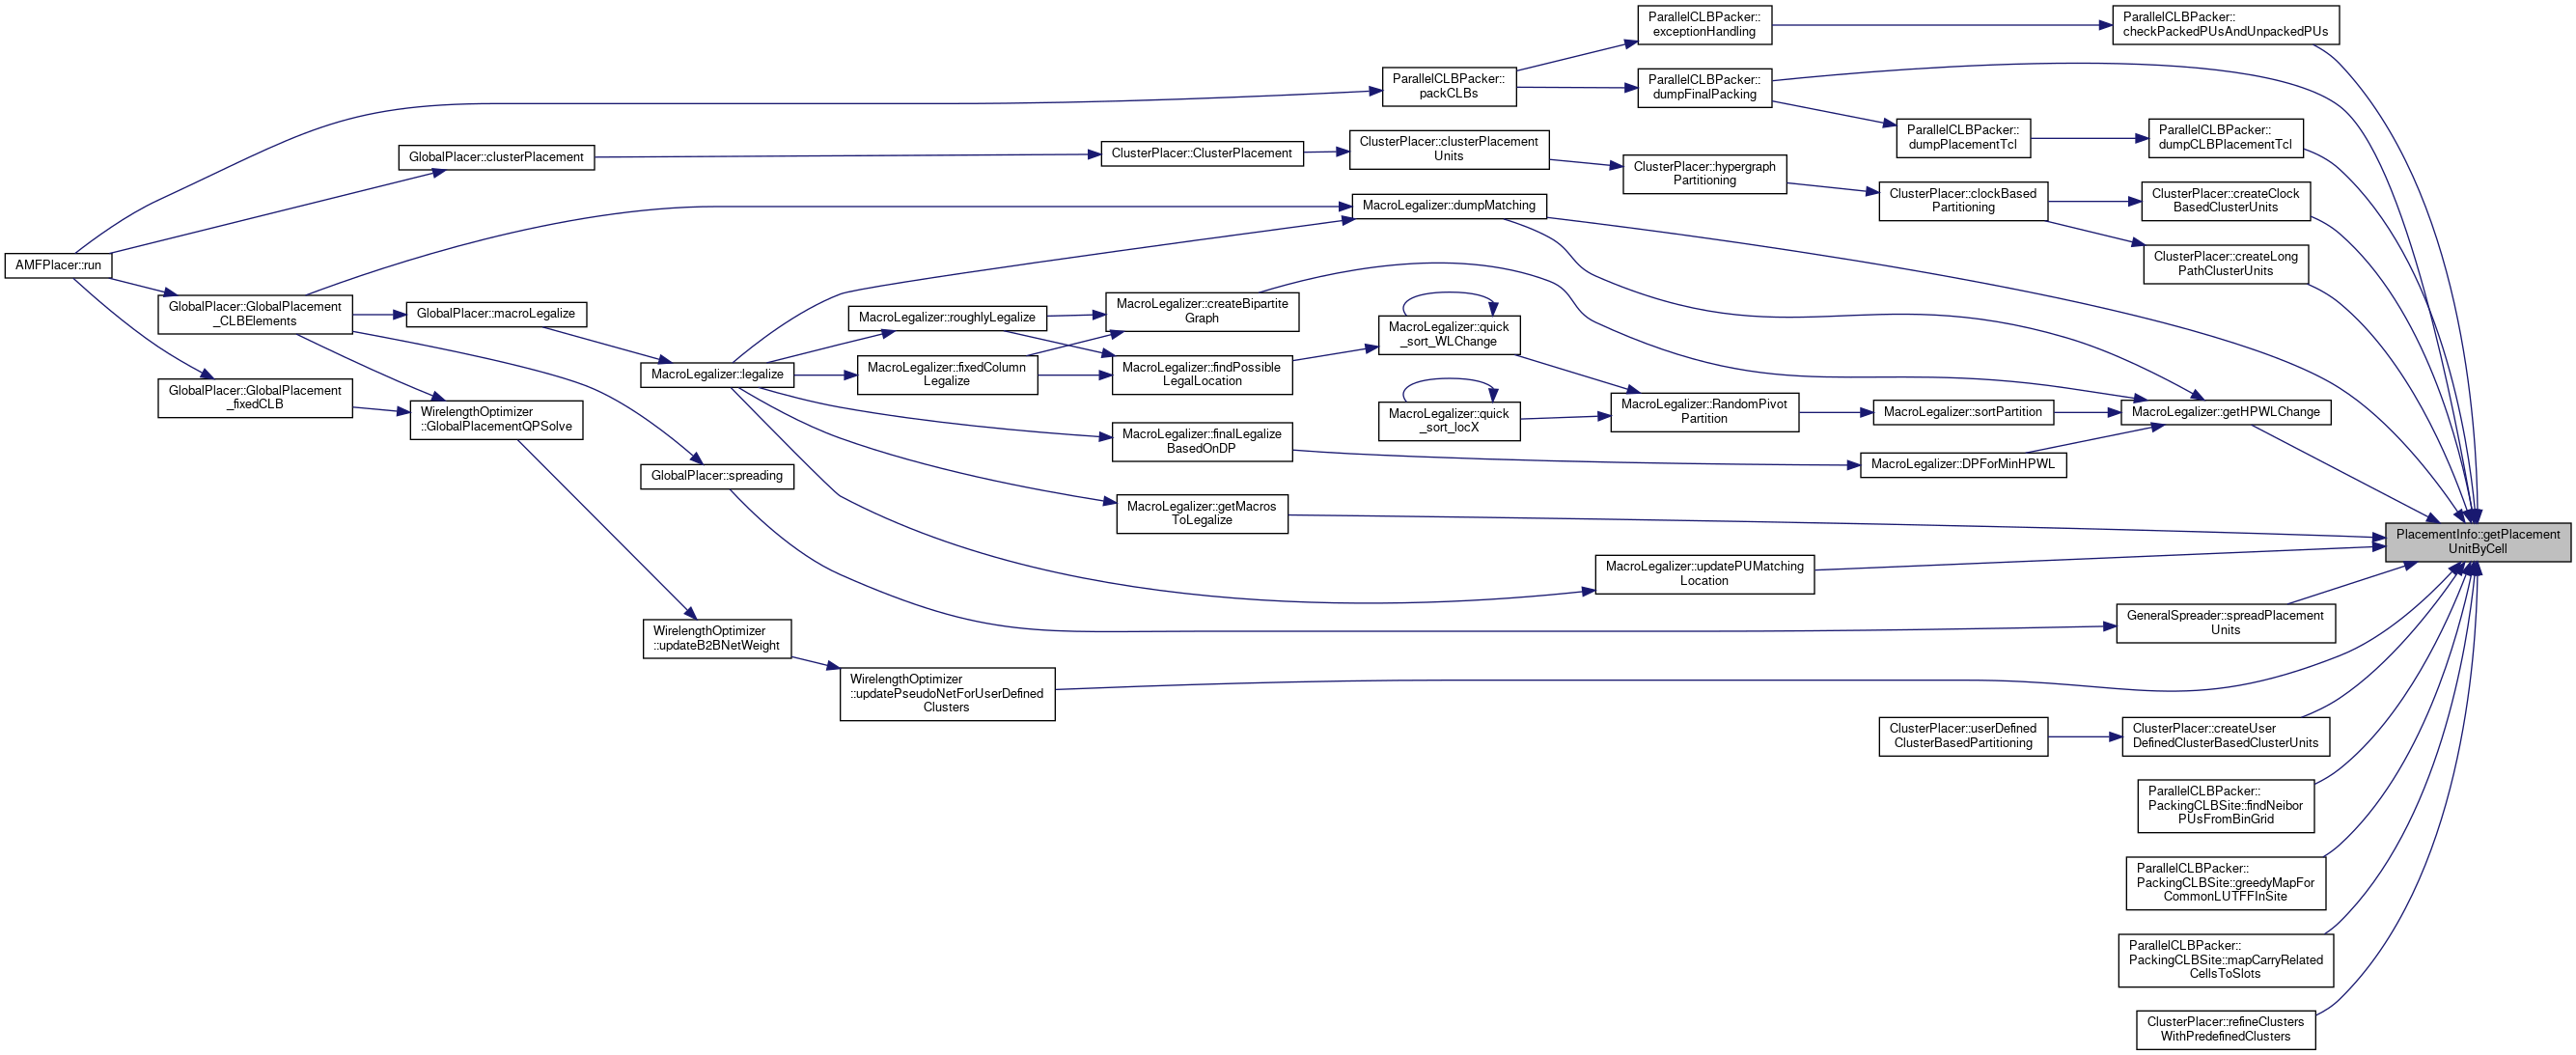 AMFPlacer::run
GlobalPlacer::GlobalPlacement
_CLBElements
GlobalPlacer::GlobalPlacement
_fixedCLB
GlobalPlacer::clusterPlacement
GlobalPlacer::macroLegalize
WirelengthOptimizer
::GlobalPlacementQPSolve
MacroLegalizer::legalize
GlobalPlacer::spreading
WirelengthOptimizer
::updateB2BNetWeight
MacroLegalizer::roughlyLegalize
MacroLegalizer::fixedColumn
Legalize
WirelengthOptimizer
::updatePseudoNetForUserDefined
Clusters
ClusterPlacer::ClusterPlacement
MacroLegalizer::createBipartite
Graph
MacroLegalizer::findPossible
LegalLocation
MacroLegalizer::finalLegalize
BasedOnDP
MacroLegalizer::getMacros
ToLegalize
ParallelCLBPacker::
packCLBs
ClusterPlacer::clusterPlacement
Units
MacroLegalizer::dumpMatching
MacroLegalizer::quick
_sort_WLChange
MacroLegalizer::quick
_sort_locX
ParallelCLBPacker::
exceptionHandling
ParallelCLBPacker::
dumpFinalPacking
ClusterPlacer::hypergraph
Partitioning
MacroLegalizer::RandomPivot
Partition
MacroLegalizer::updatePUMatching
Location
ParallelCLBPacker::
dumpPlacementTcl
ClusterPlacer::clockBased
Partitioning
MacroLegalizer::sortPartition
MacroLegalizer::DPForMinHPWL
ClusterPlacer::userDefined
ClusterBasedPartitioning
ParallelCLBPacker::
checkPackedPUsAndUnpackedPUs
ParallelCLBPacker::
dumpCLBPlacementTcl
ClusterPlacer::createClock
BasedClusterUnits
ClusterPlacer::createLong
PathClusterUnits
MacroLegalizer::getHPWLChange
GeneralSpreader::spreadPlacement
Units
ClusterPlacer::createUser
DefinedClusterBasedClusterUnits
ParallelCLBPacker::
PackingCLBSite::findNeibor
PUsFromBinGrid
ParallelCLBPacker::
PackingCLBSite::greedyMapFor
CommonLUTFFInSite
ParallelCLBPacker::
PackingCLBSite::mapCarryRelated
CellsToSlots
ClusterPlacer::refineClusters
WithPredefinedClusters
PlacementInfo::getPlacement
UnitByCell